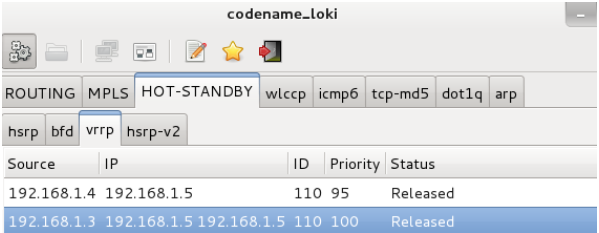 codename_loki
ROUTING MPLS HOT-STANDBY wlccp icmp6 tcp-md5 dot1q arp
hsrp bfd vrrp hsrp-v2
Source IP ID Priority Status
192.168.1.4 192.168.1.5 110 95 Released
192.168.1.3 192.168.1.5 192.168.1.5 110 100 Released